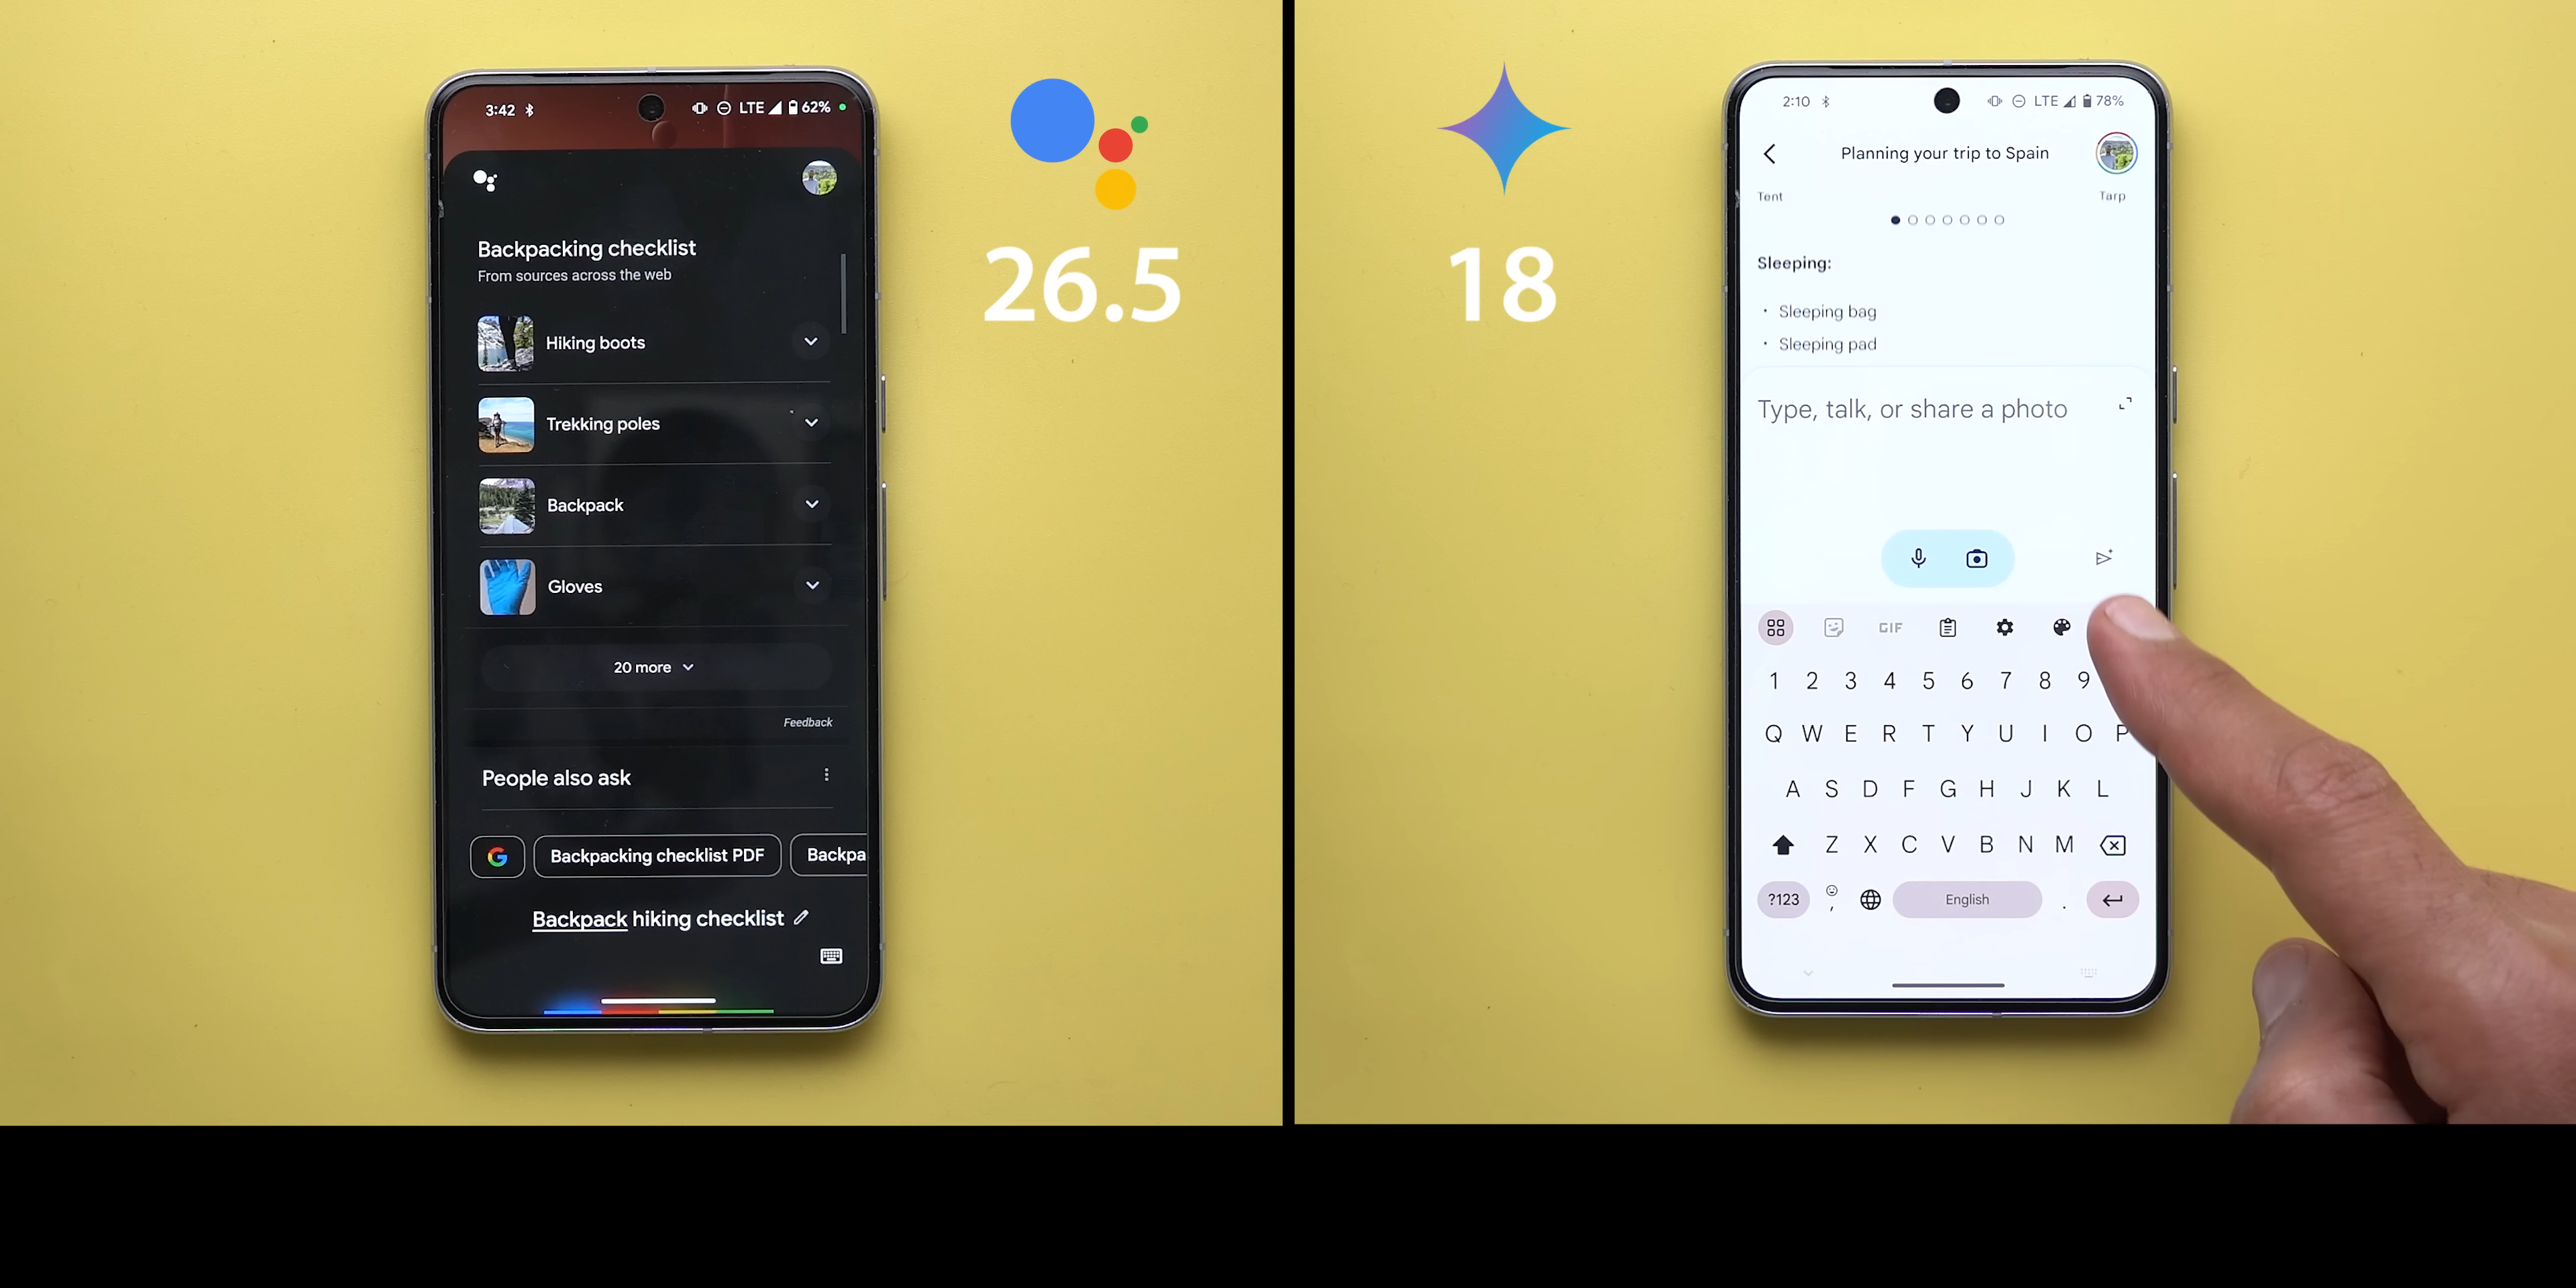 3:42 LTE 62%
Backpacking checklist
From sources across the web
Hiking boots
Trekking poles
Backpack
Gloves
20 more
Feedback
People also ask
G Backpacking checklist PDF Backpa
Backpack hiking checklist
26.5
18
2:10 LTE 78%
Planning your trip to Spain
Tent Tarp
Sleeping:
• Sleeping bag
• Sleeping pad
Type, talk, or share a photo
GIF
1 2 3 4 5 6 7 8 9
Q W E R T Y U I O P
A S D F G H J K L
Z X C V B N M
?123 , English .